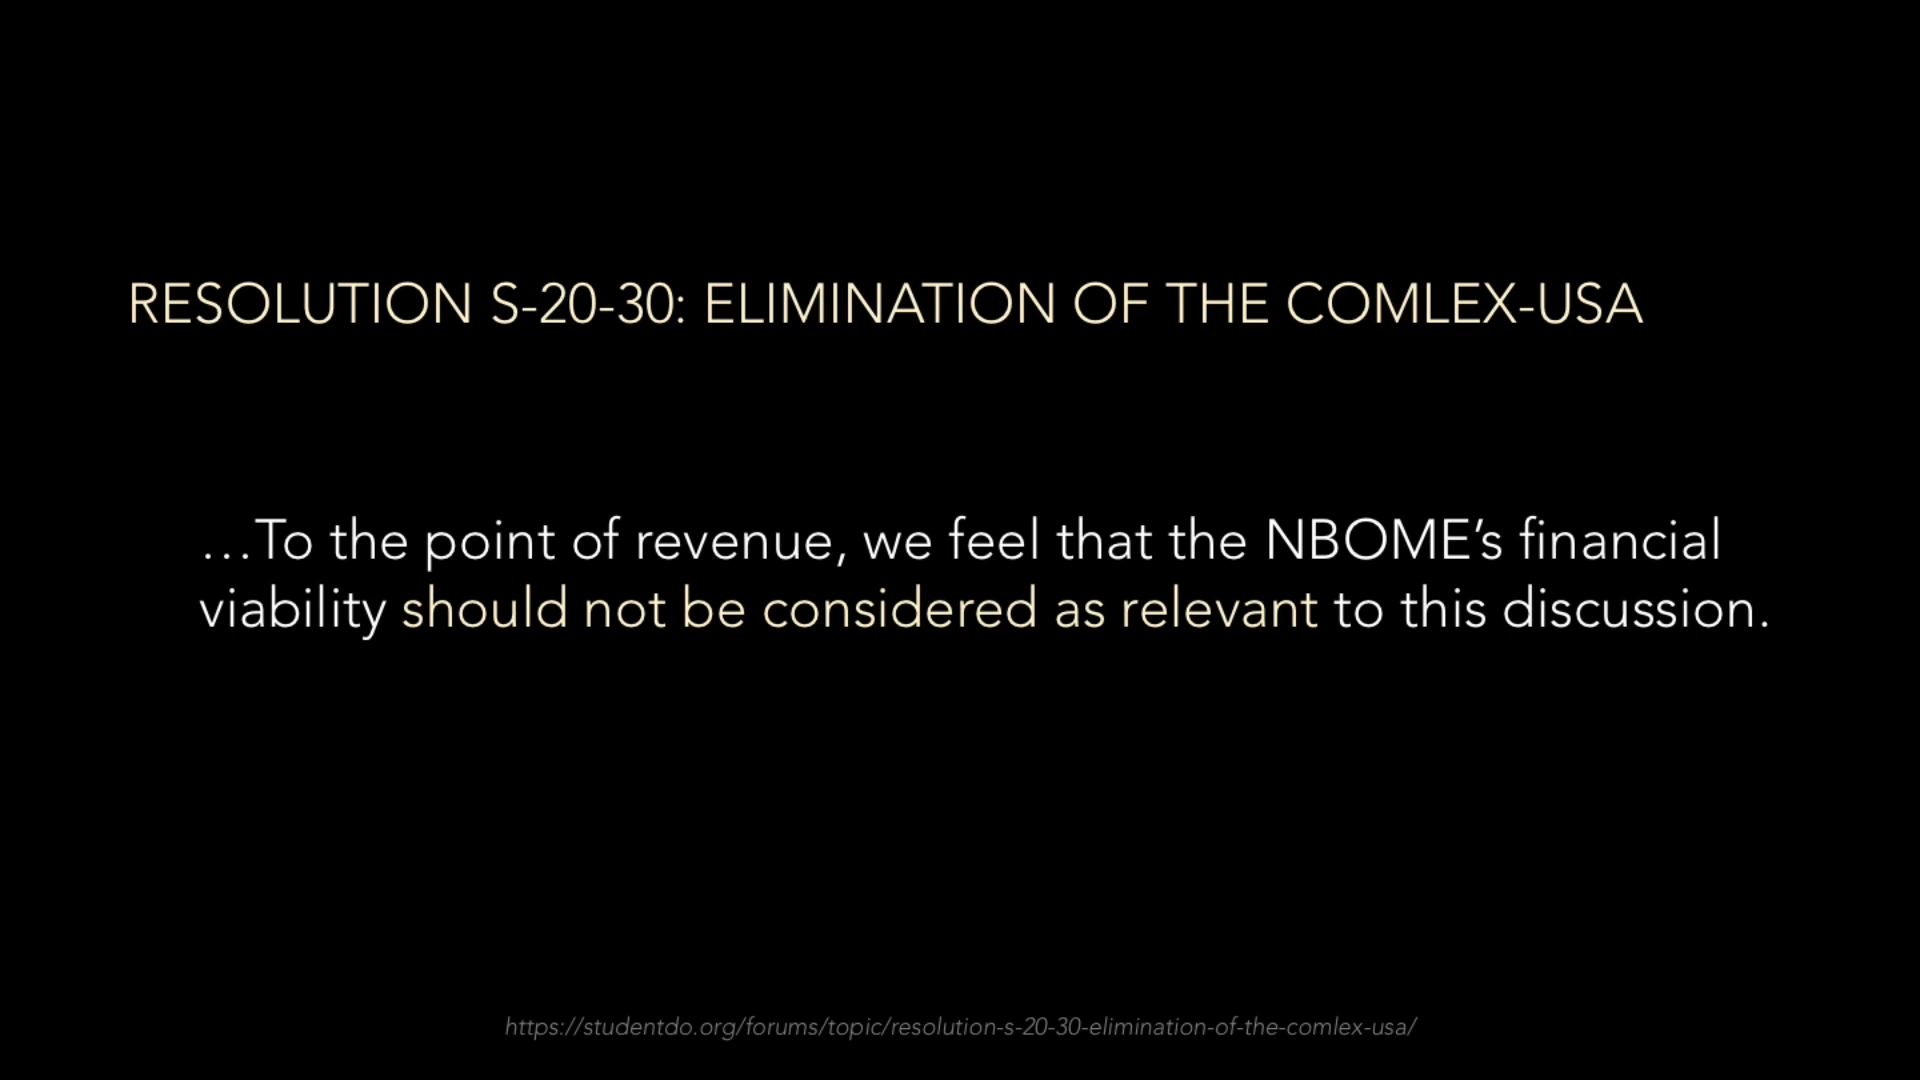 RESOLUTION S-20-30: ELIMINATION OF THE COMLEX-USA
…To the point of revenue, we feel that the NBOME’s financial
viability should not be considered as relevant to this discussion.
https://studentdo.org/forums/topic/resolution-s-20-30-elimination-of-the-comlex-usa/